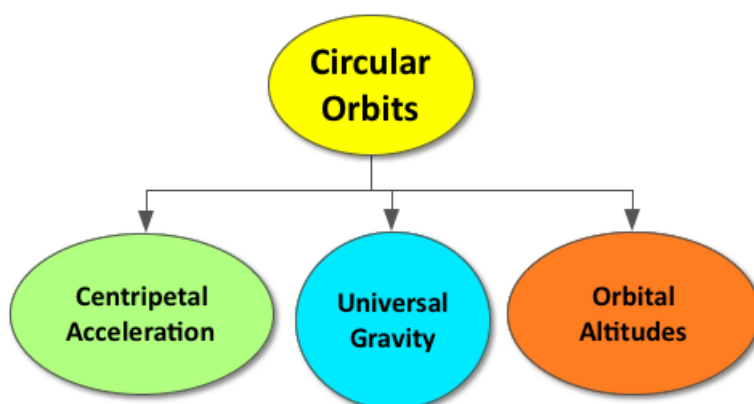 Circular
Orbits
Centripetal
Acceleration
Universal
Gravity
Orbital
Altitudes